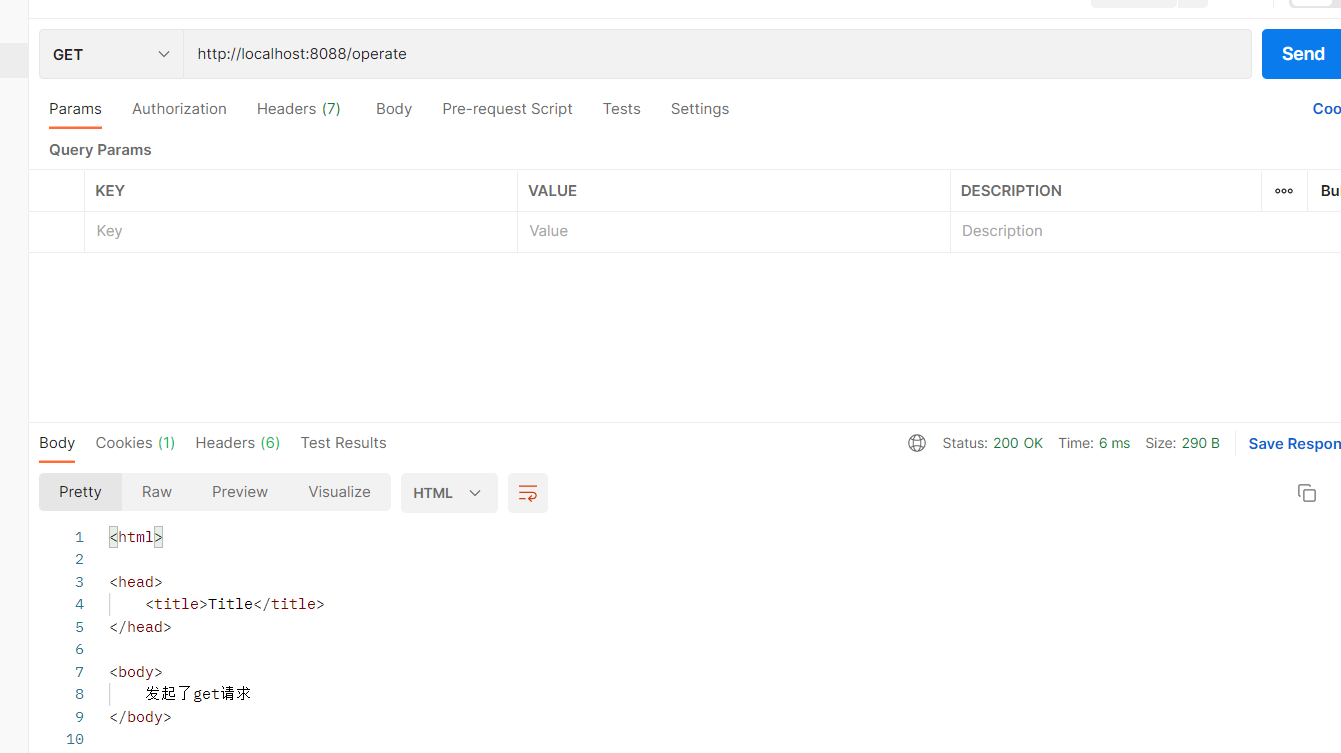 GET http://localhost:8088/operate Send
Params Authorization Headers (7) Body Pre-request Script Tests Settings Coo
Query Params
KEY VALUE DESCRIPTION ooo Bu
Key Value Description
Body Cookies (1) Headers (6) Test Results Status: 200 OK Time: 6 ms Size: 290 B Save Respon
Pretty Raw Preview Visualize HTML
1 <html>
2
3 <head>
4 <title>Title</title>
5 </head>
6
7 <body>
8 发起了get请求
9 </body>
10